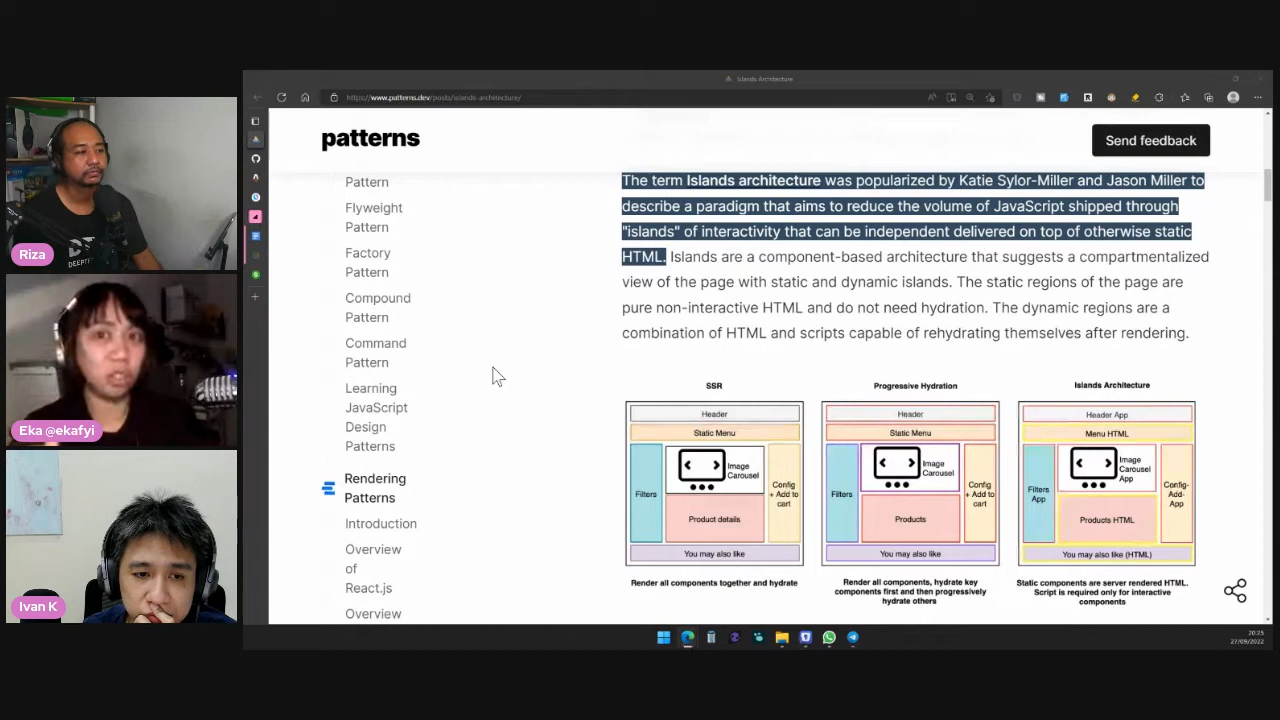 Islands Architecture
https://www.patterns.dev/posts/islands-architecture/
patterns
Send feedback
Pattern
Flyweight
Pattern
Factory
Pattern
Compound
Pattern
Command
Pattern
Learning
JavaScript
Design
Patterns
Rendering
Patterns
Introduction
Overview
of
React.js
Overview
The term Islands architecture was popularized by Katie Sylor-Miller and Jason Miller to
describe a paradigm that aims to reduce the volume of JavaScript shipped through
"islands" of interactivity that can be independent delivered on top of otherwise static
HTML. Islands are a component-based architecture that suggests a compartmentalized
view of the page with static and dynamic islands. The static regions of the page are
pure non-interactive HTML and do not need hydration. The dynamic regions are a
combination of HTML and scripts capable of rehydrating themselves after rendering.
SSR
Header
Static Menu
Filters
Image
Carousel
Config
+ Add to
cart
Product details
You may also like
Render all components together and hydrate
Progressive Hydration
Header
Static Menu
Filters
Image
Carousel
Config
+ Add to
cart
Products
You may also like
Render all components, hydrate key
components first and then progressively
hydrate others
Islands Architecture
Header App
Menu HTML
Filters
App
Image
Carousel
App
Config-
Add-
App
Products HTML
You may also like (HTML)
Static components are server rendered HTML.
Script is required only for interactive
components
Riza
Eka @ekafyi
Ivan K
20:25
27/09/2022